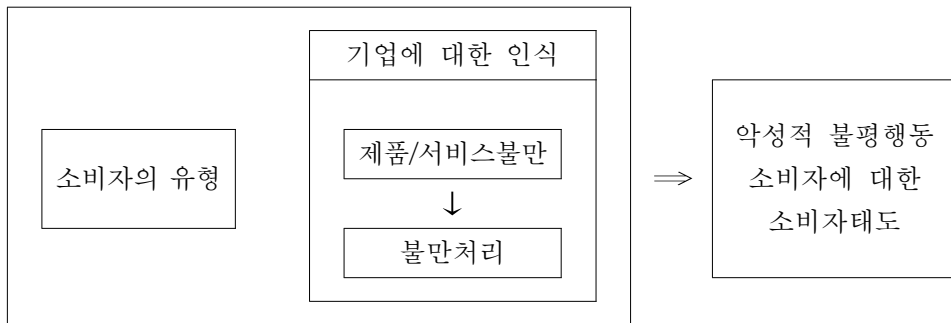 기업에 대한 인식
소비자의 유형
제품/서비스불만
↓
불만처리
⇒
악성적 불평행동
소비자에 대한
소비자태도